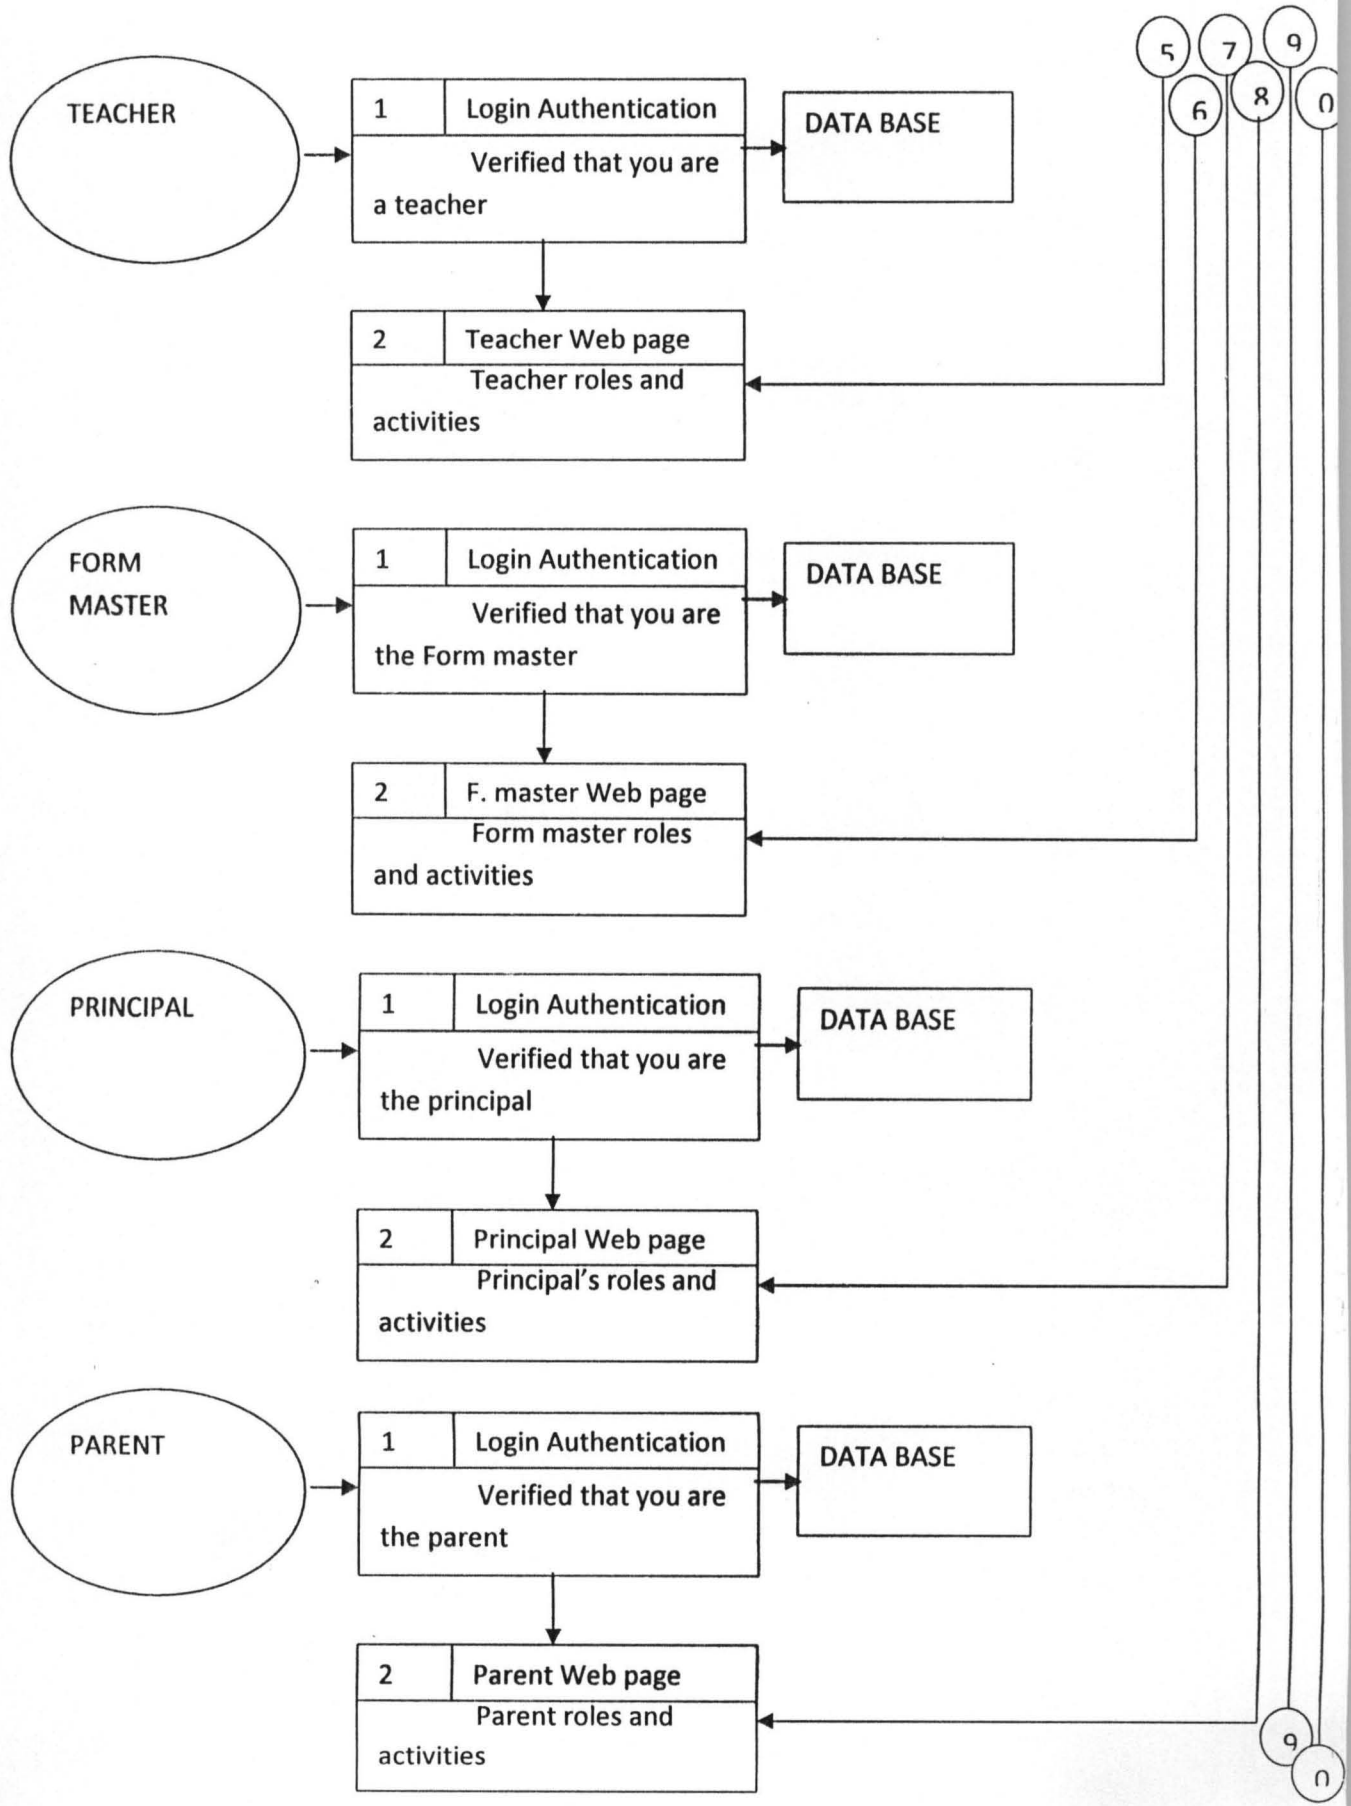 5
7
9
6
8
0
TEACHER
1 Login Authentication
DATA BASE
Verified that you are
a teacher
2 Teacher Web page
Teacher roles and
activities
FORM
MASTER
1 Login Authentication
DATA BASE
Verified that you are
the Form master
2 F. master Web page
Form master roles
and activities
PRINCIPAL
1 Login Authentication
DATA BASE
Verified that you are
the principal
2 Principal Web page
Principal's roles and
activities
PARENT
1 Login Authentication
DATA BASE
Verified that you are
the parent
2 Parent Web page
Parent roles and
activities
9
0